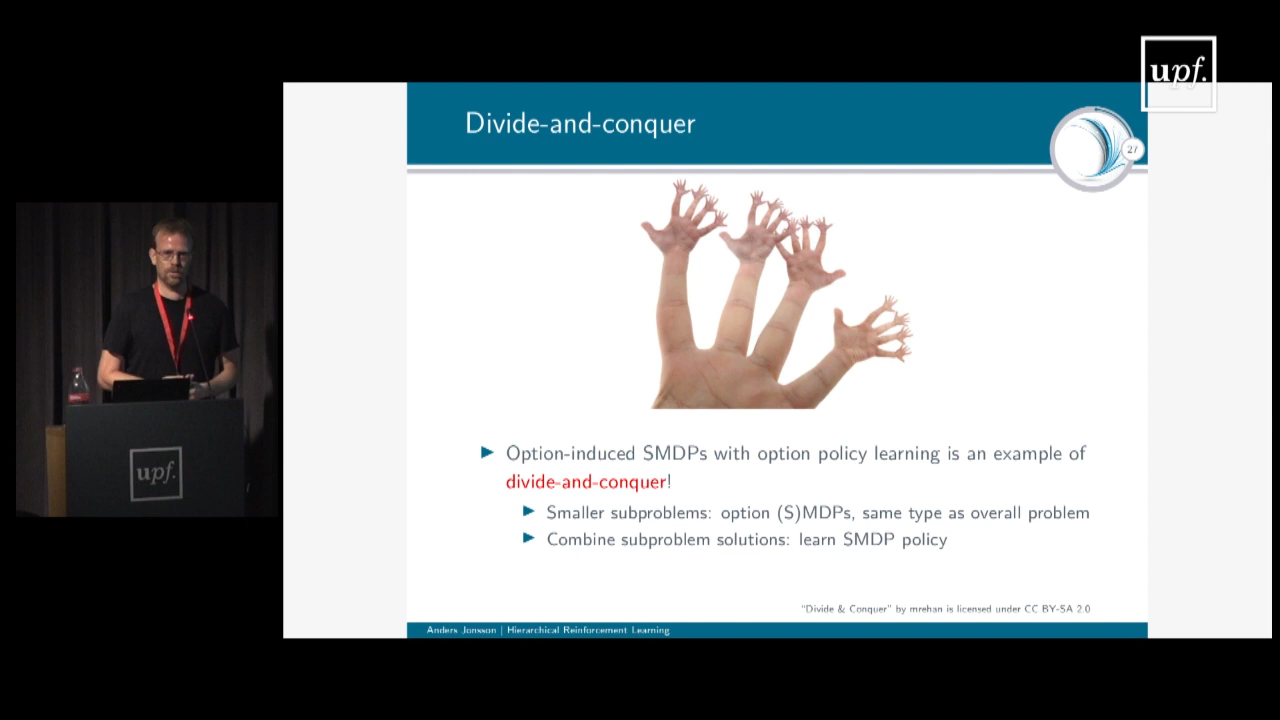 upf.
Divide-and-conquer
27
Option-induced SMDPs with option policy learning is an example of
divide-and-conquer!
Smaller subproblems: option (S)MDPs, same type as overall problem
Combine subproblem solutions: learn SMDP policy
"Divide & Conquer" by mrehan is licensed under CC BY-SA 2.0
Anders Jonsson | Hierarchical Reinforcement Learning
upf.